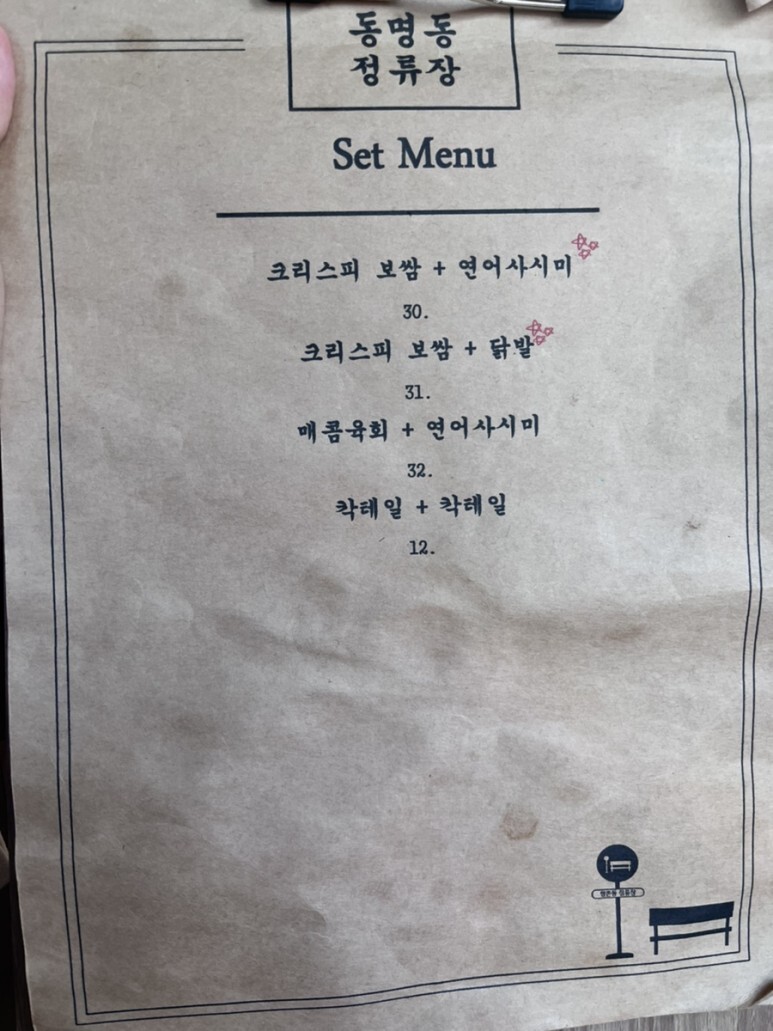 동명동
정류장
Set Menu
크리스피 보쌈 + 연어사시미
30.
크리스피 보쌈 + 닭발
31.
매콤육회 + 연어사시미
32.
칵테일 + 칵테일
12.